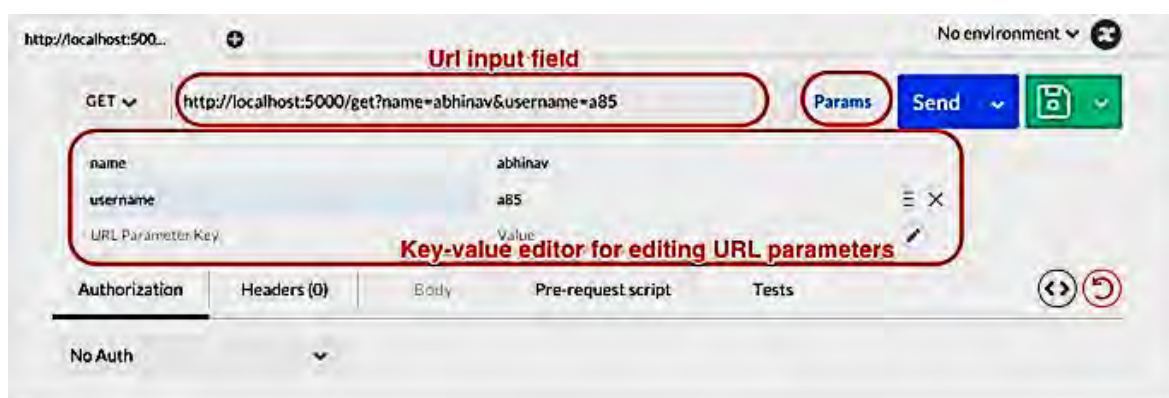 http://localhost:500...
No environment
Url input field
GET
http://localhost:5000/get?name=abhinav&username=a85
Params
Send
name
abhinav
username
a85
URL Parameter Key
Value
Key-value editor for editing URL parameters
Authorization
Headers (0)
Body
Pre-request script
Tests
No Auth